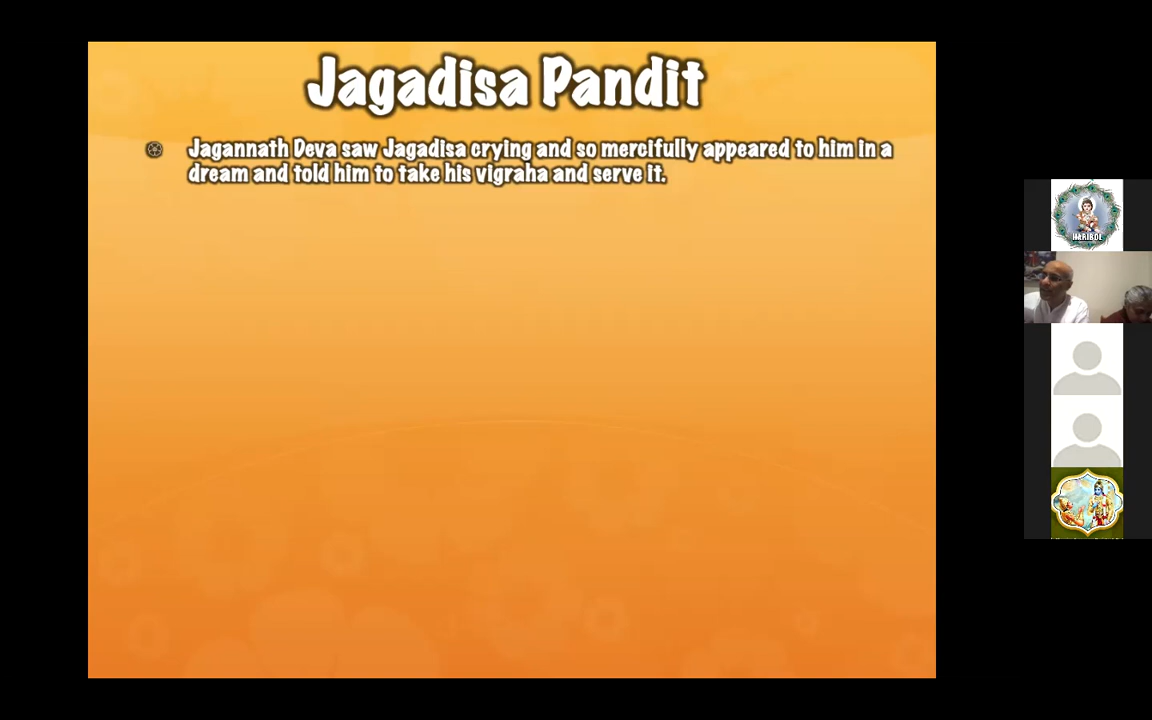 Jagadisa Pandit
Jagannath Deva saw Jagadisa crying and so mercifully appeared to him in a
dream and told him to take his vigraha and serve it.
HARIBOL